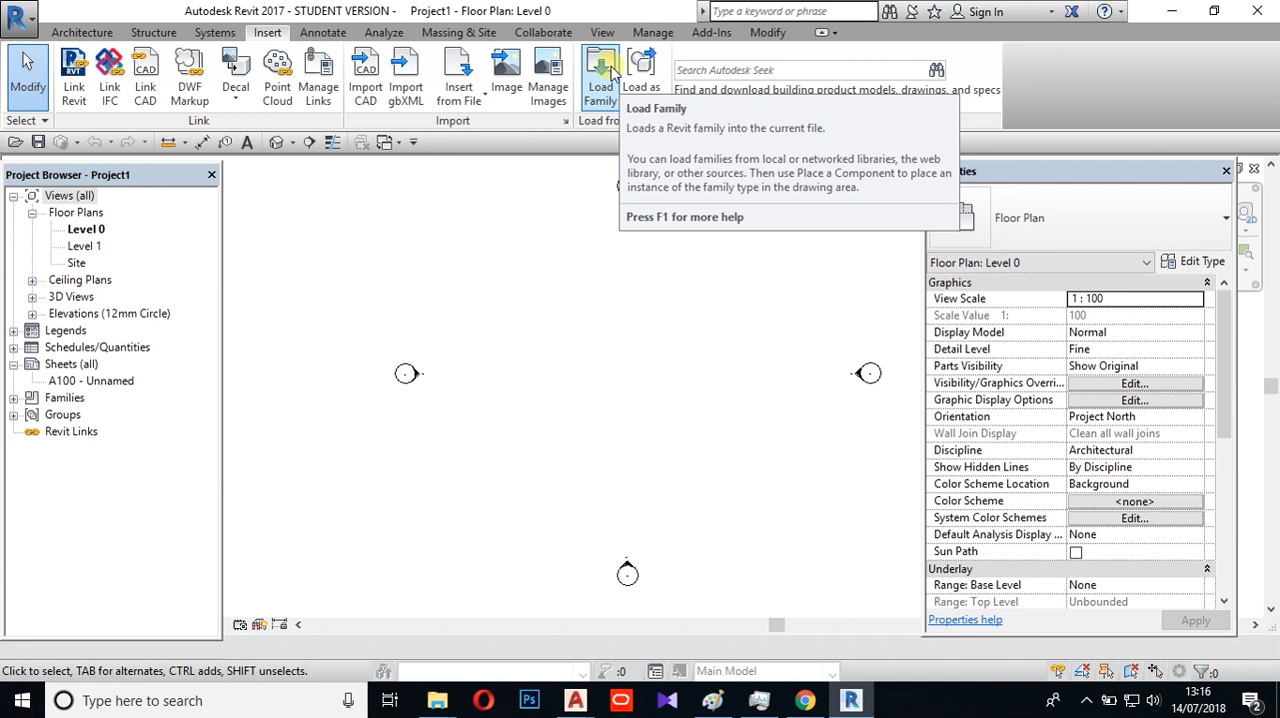 Autodesk Revit 2017 - STUDENT VERSION - Project1 - Floor Plan: Level 0
Type a keyword or phrase
Sign In
Architecture Structure Systems Insert Annotate Analyze Massing & Site Collaborate View Manage Add-Ins Modify
Modify
Link Revit
Link IFC
Link CAD
DWF Markup
Decal
Point Cloud
Manage Links
Import CAD
Import gbXML
Insert from File
Image
Manage Images
Load Family
Load as
Search Autodesk Seek
Find and download building product models, drawings, and specs
Select
Link
Import
Load from
Load Family
Loads a Revit family into the current file.
You can load families from local or networked libraries, the web
library, or other sources. Then use Place a Component to place an
instance of the family type in the drawing area.
Press F1 for more help
Project Browser - Project1
Views (all)
Floor Plans
Level 0
Level 1
Site
Ceiling Plans
3D Views
Elevations (12mm Circle)
Legends
Schedules/Quantities
Sheets (all)
A100 - Unnamed
Families
Groups
Revit Links
ties
Floor Plan
Floor Plan: Level 0
Edit Type
Graphics
View Scale 1 : 100
Scale Value 1: 100
Display Model Normal
Detail Level Fine
Parts Visibility Show Original
Visibility/Graphics Overri... Edit...
Graphic Display Options Edit...
Orientation Project North
Wall Join Display Clean all wall joins
Discipline Architectural
Show Hidden Lines By Discipline
Color Scheme Location Background
Color Scheme <none>
System Color Schemes Edit...
Default Analysis Display ... None
Sun Path
Underlay
Range: Base Level None
Range: Top Level Unbounded
Properties help
Apply
2D
Click to select, TAB for alternates, CTRL adds, SHIFT unselects.
:0
Main Model
:0
Type here to search
13:16
14/07/2018
2